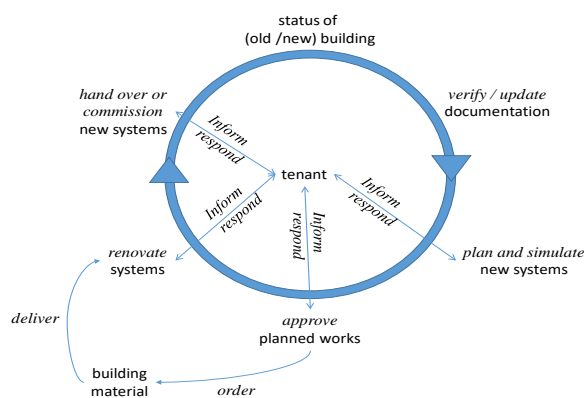 status of
(old /new) building
hand over or
commission
new systems
verify / update
documentation
Inform
respond
tenant
Inform
respond
Inform
respond
Inform
respond
renovate
systems
plan and simulate
new systems
deliver
approve
planned works
building
material
order